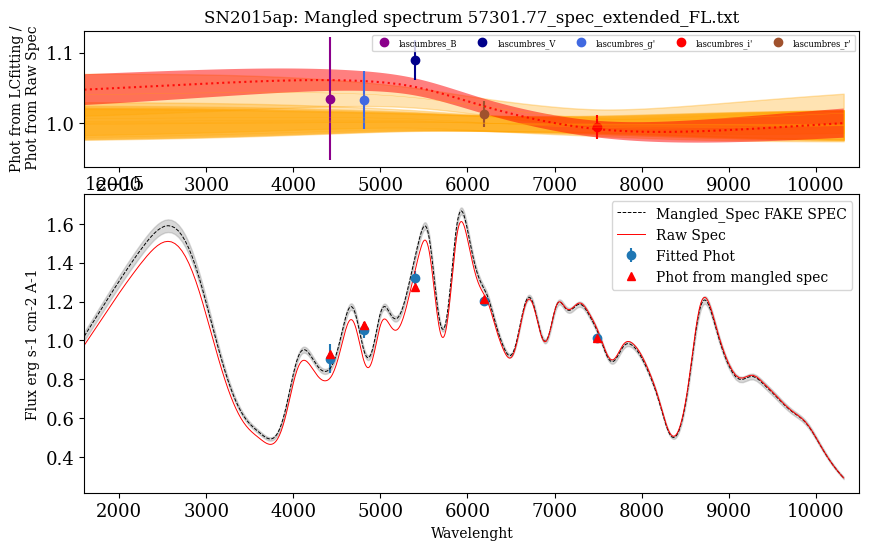 SN2015ap: Mangled spectrum 57301.77_spec_extended_FL.txt
Phot from LCfitting /
Phot from Raw Spec
1.1
1.0
lascumbres_B
lascumbres_V
lascumbres_g'
lascumbres_i'
lascumbres_r'
2000 3000 4000 5000 6000 7000 8000 9000 10000
1e−15
Flux erg s-1 cm-2 A-1
1.6
1.4
1.2
1.0
0.8
0.6
0.4
Mangled_Spec FAKE SPEC
Raw Spec
Fitted Phot
Phot from mangled spec
2000 3000 4000 5000 6000 7000 8000 9000 10000
Wavelenght